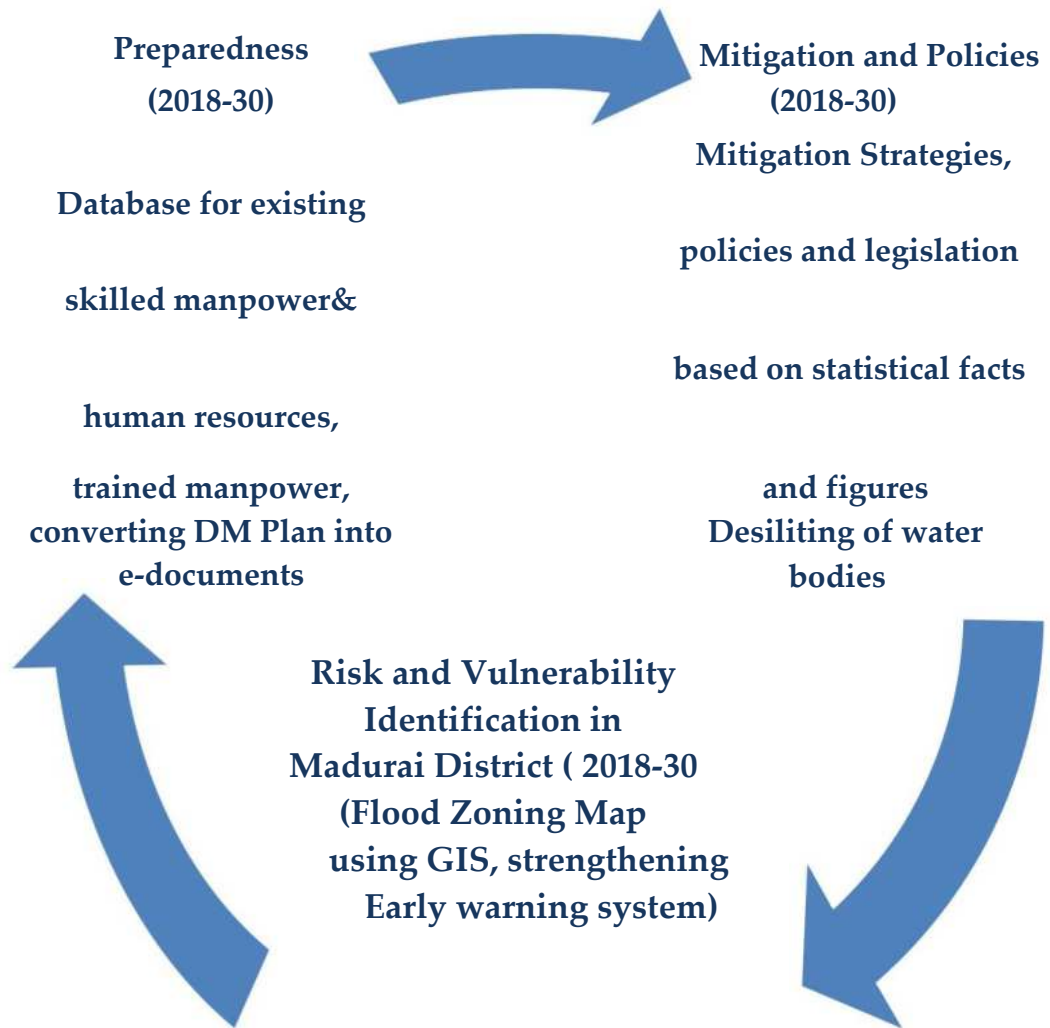 Preparedness
(2018-30)
Database for existing
skilled manpower&
human resources,
trained manpower,
converting DM Plan into
e-documents
Mitigation and Policies
(2018-30)
Mitigation Strategies,
policies and legislation
based on statistical facts
and figures
Desiliting of water
bodies
Risk and Vulnerability
Identification in
Madurai District ( 2018-30
(Flood Zoning Map
using GIS, strengthening
Early warning system)